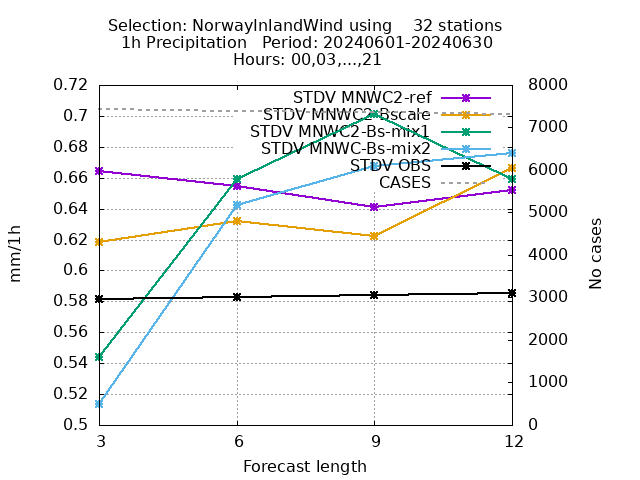 Selection: NorwayInlandWind using    32 stations
1h Precipitation   Period: 20240601-20240630
Hours: 00,03,...,21
STDV MNWC2-ref
STDV MNWC2-Bscale
STDV MNWC2-Bs-mix1
STDV MNWC-Bs-mix2
STDV OBS
CASES
mm/1h
0.72
0.7
0.68
0.66
0.64
0.62
0.6
0.58
0.56
0.54
0.52
0.5
8000
7000
6000
5000
4000
3000
2000
1000
0
No cases
3 6 9 12
Forecast length